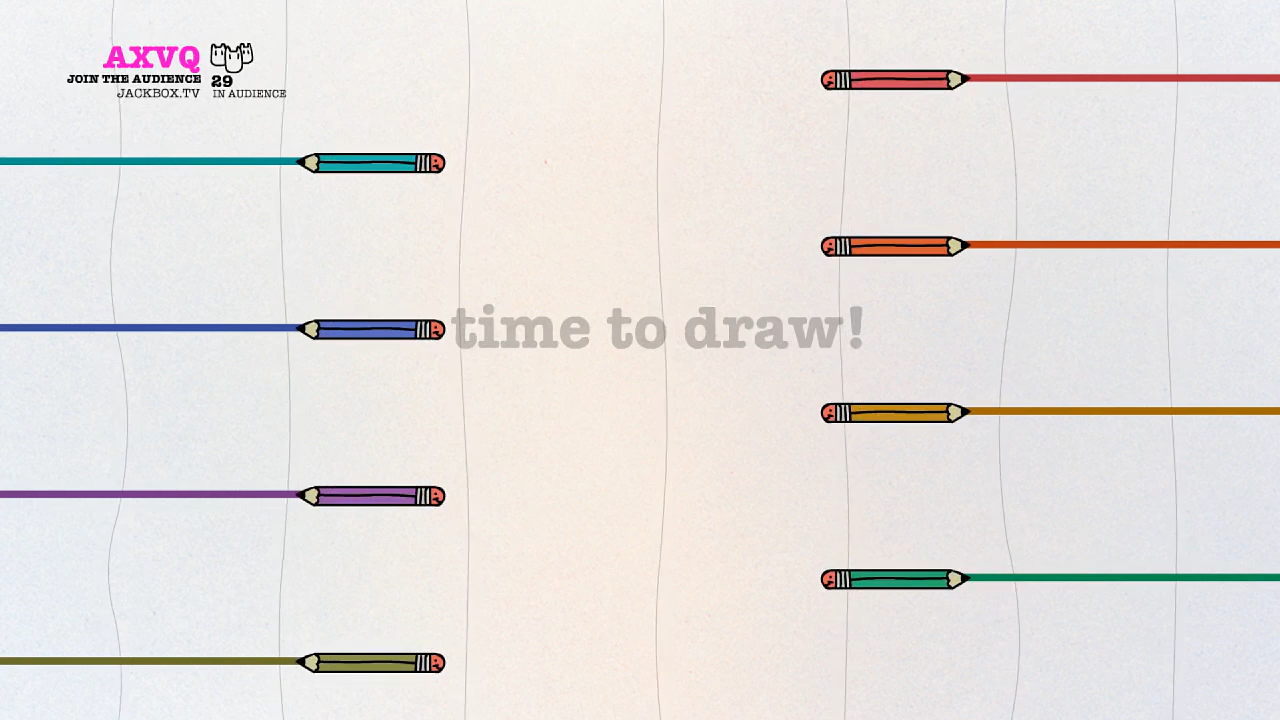 AXVQ
JOIN THE AUDIENCE
JACKBOX.TV
29
IN AUDIENCE
time to draw!